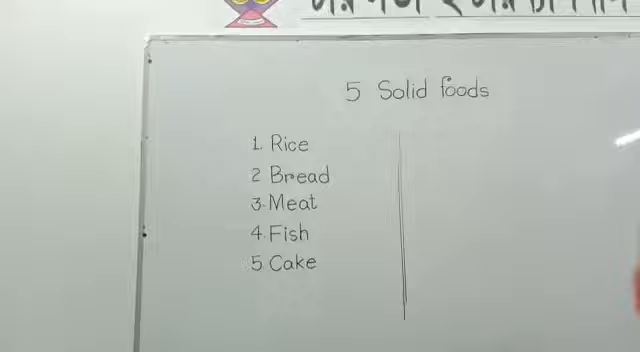 5 Solid foods
1. Rice
2 Bread
3. Meat
4. Fish
5 Cake